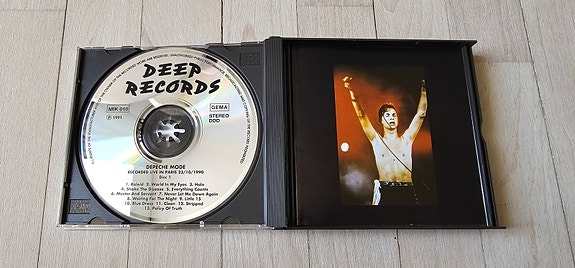 DEEP
RECORDS
MIK 010
GEMA
℗ 1991
STEREO
DDD
DEPECHE MODE
RECORDED LIVE IN PARIS 23/10/1990
Disc 1
1. Kaleid 2. World In My Eyes 3. Halo
4. Shake The Disease 5. Everything Counts
6. Master And Servant 7. Never Let Me Down Again
8. Waiting For The Night 9. Little 15
10. Blue Dress 11. Clean 12. Stripped
13. Policy Of Truth